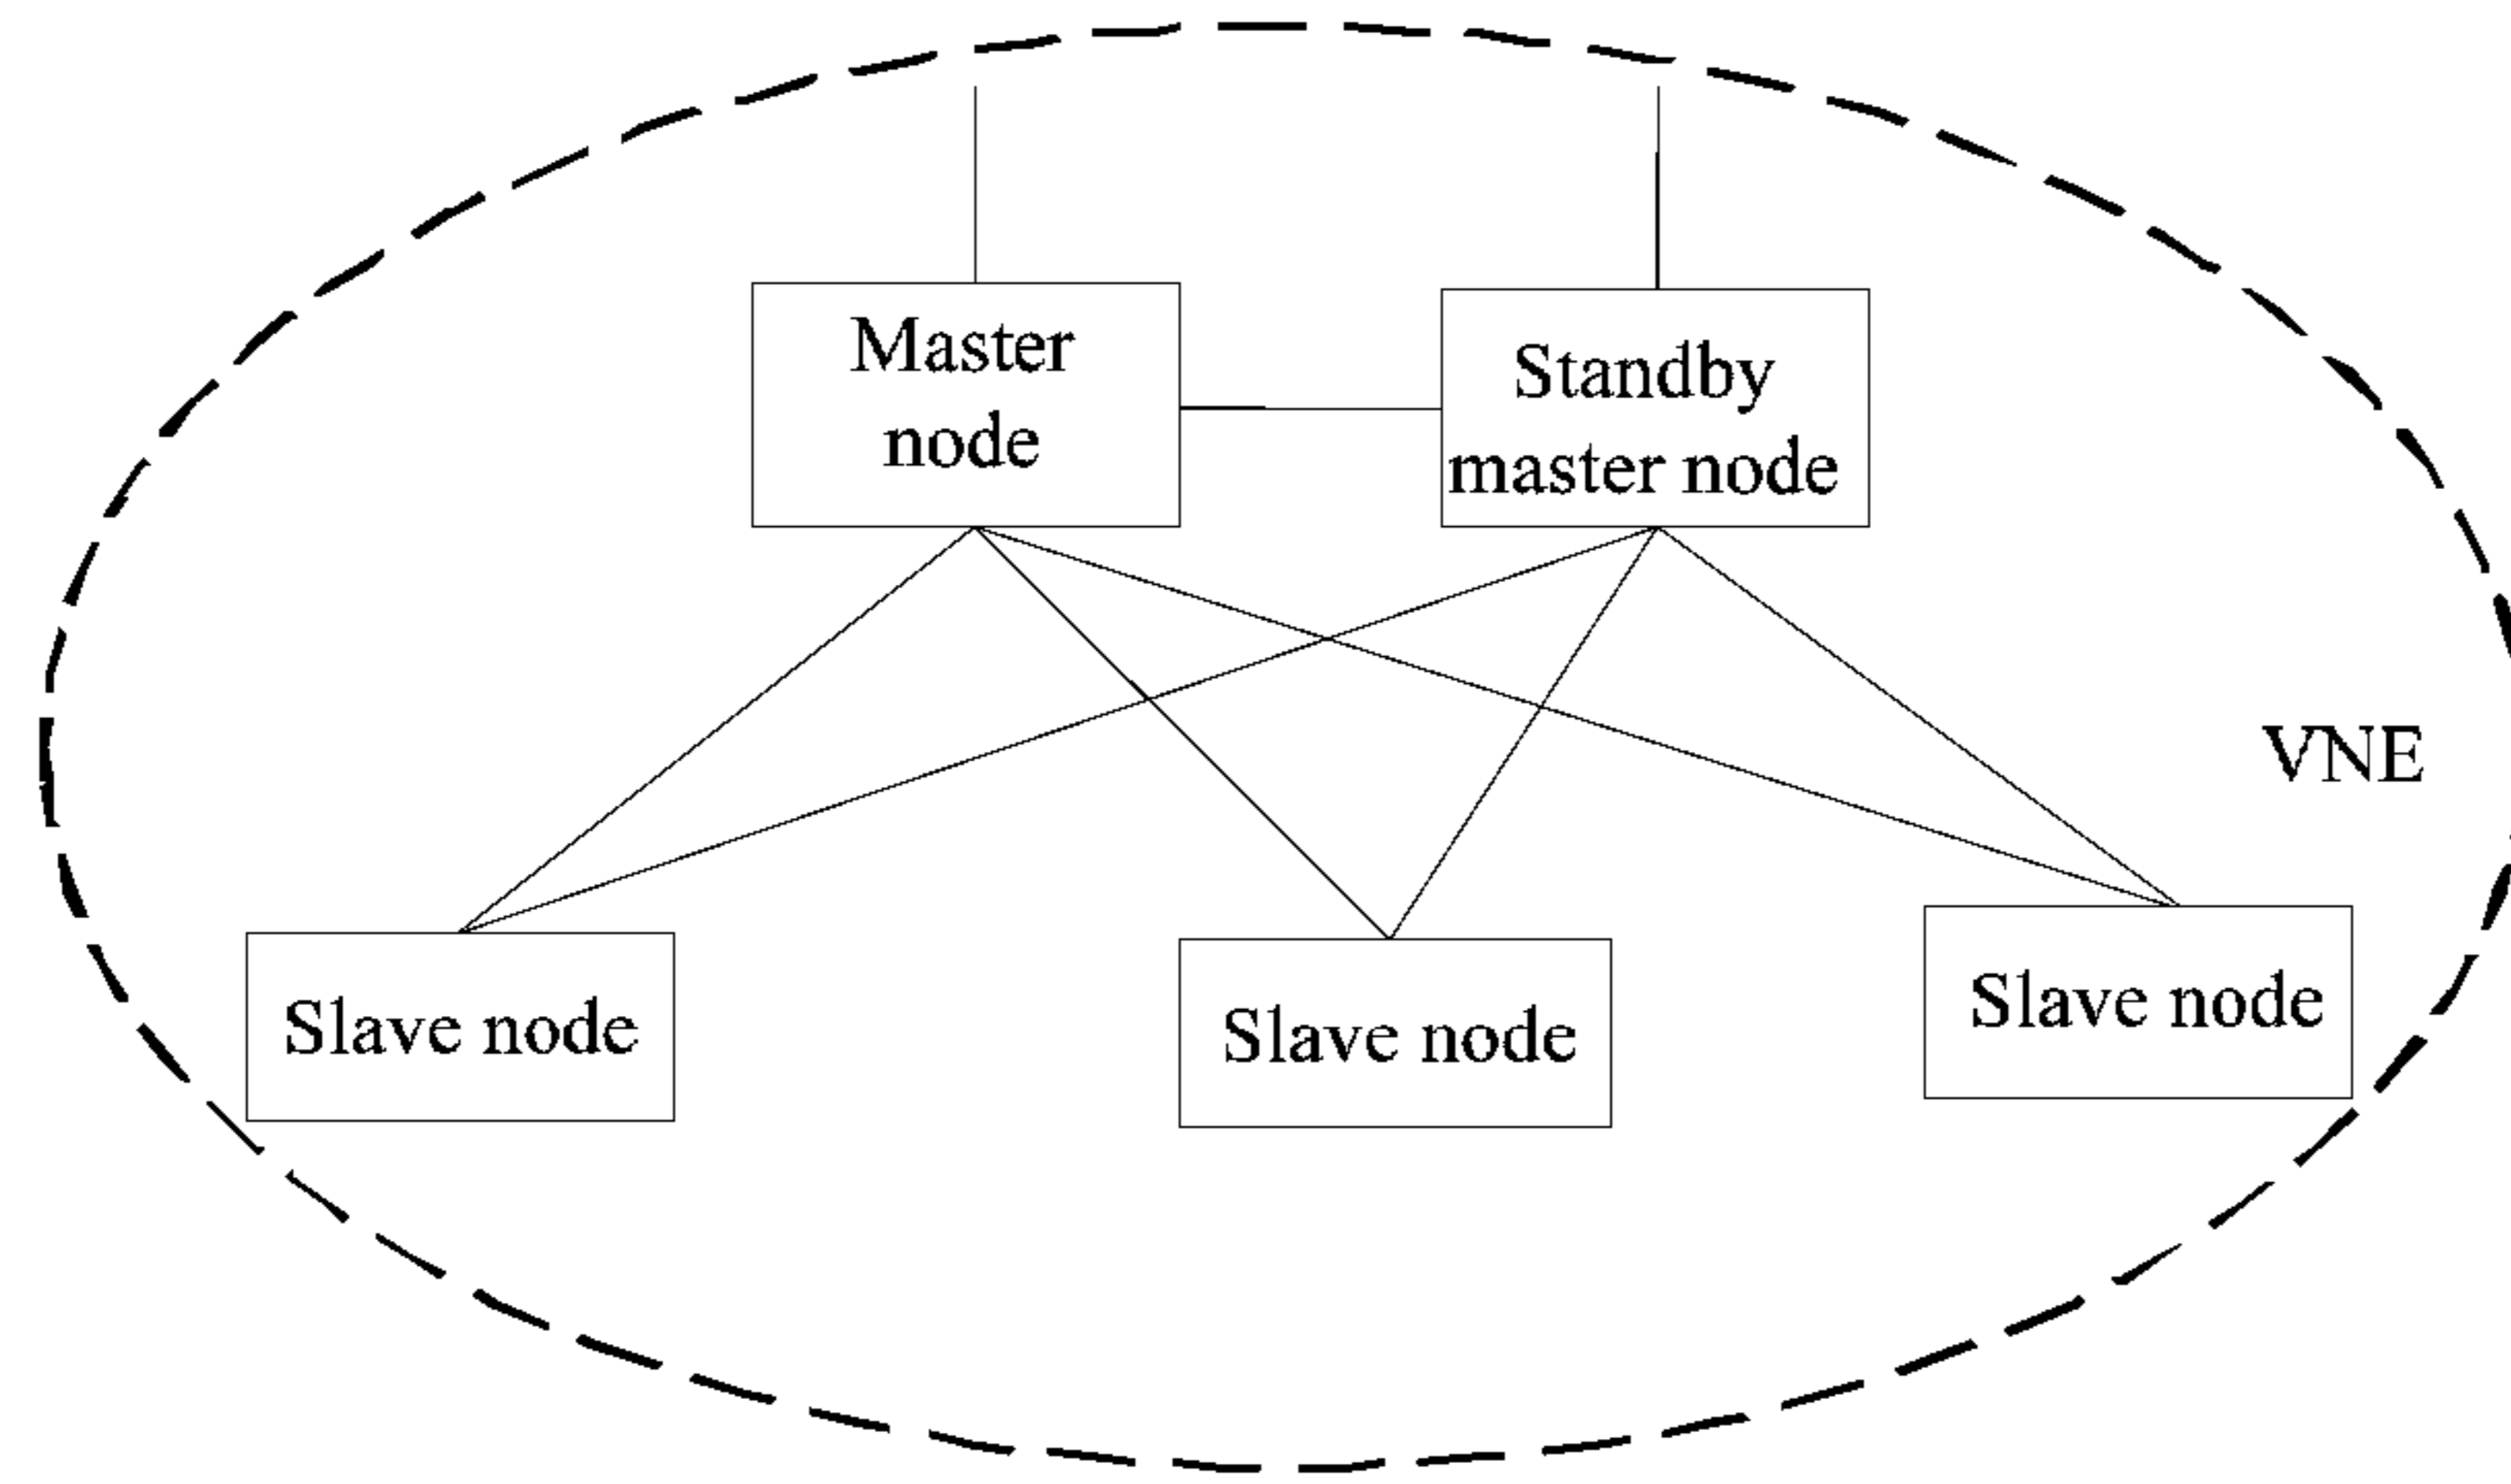 Master
node
Standby
master node
VNE
Slave node
Slave node
Slave node